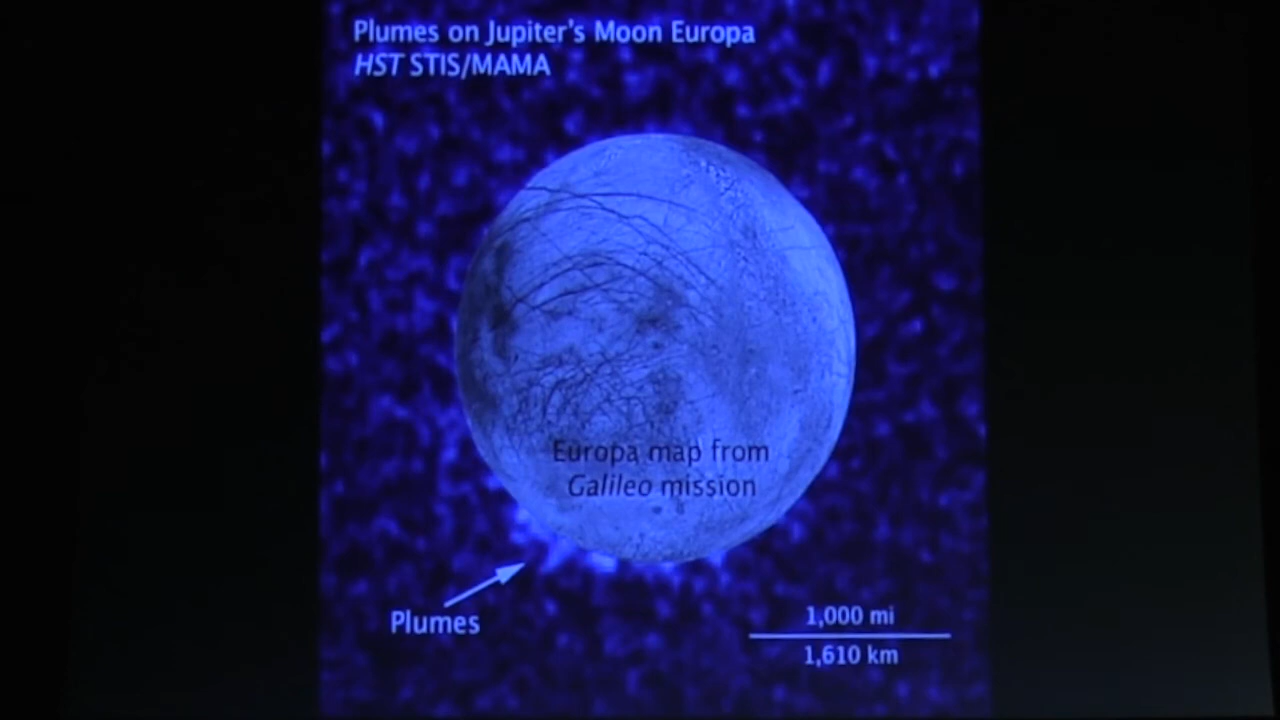 Plumes on Jupiter's Moon Europa
HST STIS/MAMA
Europa map from
Galileo mission
Plumes
1,000 mi
1,610 km